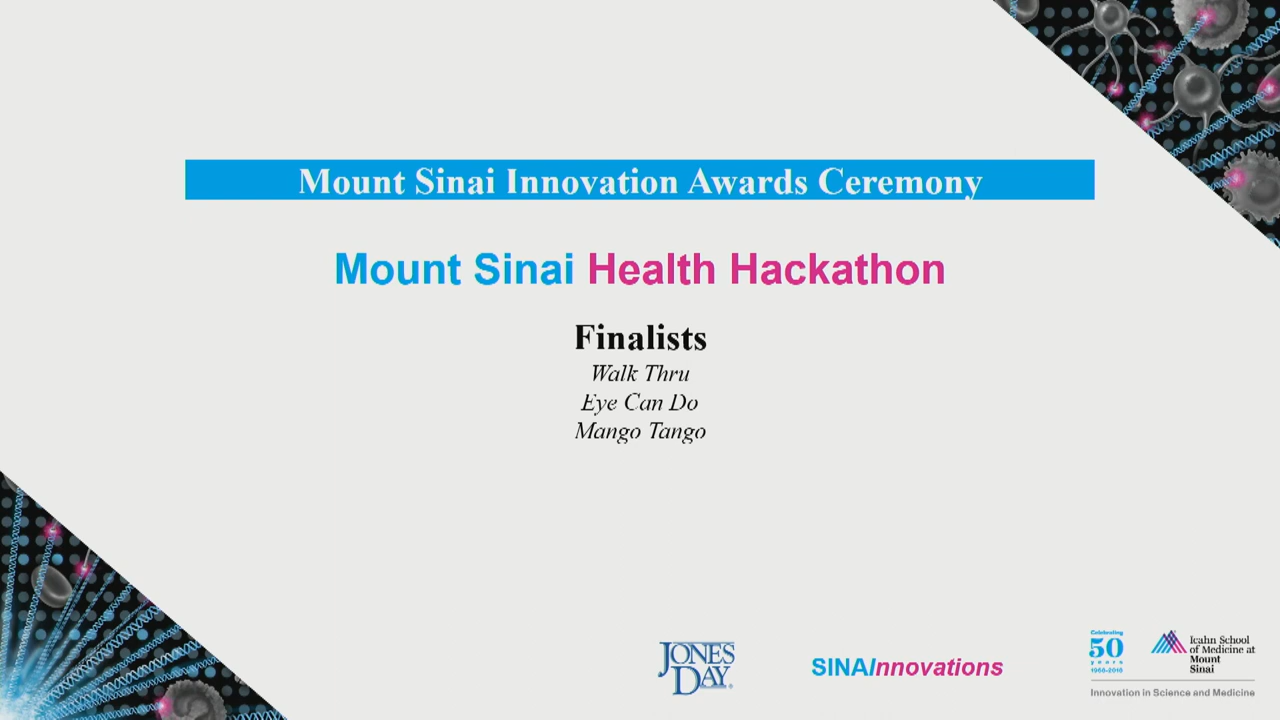 Mount Sinai Innovation Awards Ceremony
Mount Sinai Health Hackathon
Finalists
Walk Thru
Eye Can Do
Mango Tango
JONES
DAY®
SINAInnovations
Celebrating
50
years
1968-2018
Icahn School
of Medicine at
Mount
Sinai
Innovation in Science and Medicine